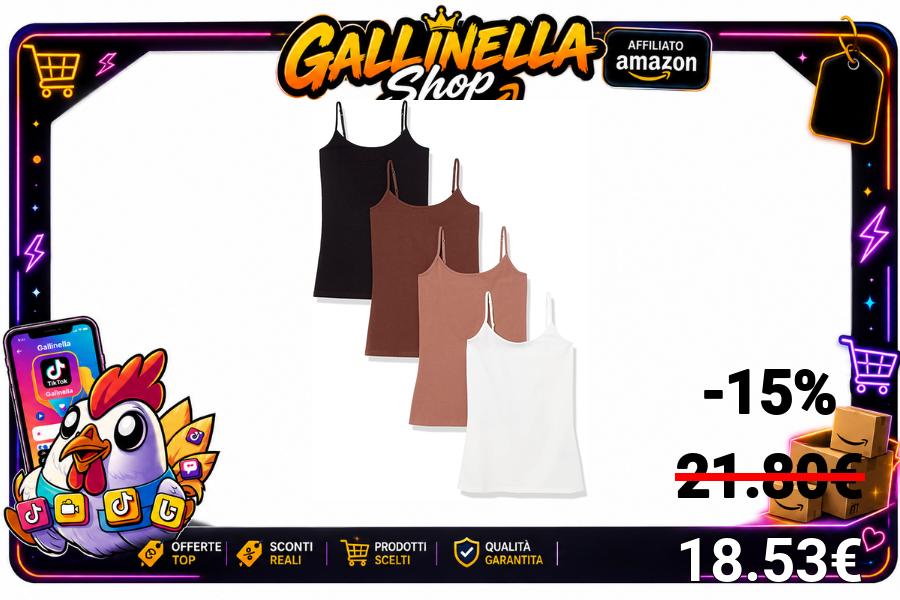 GALLINELLA
Shop
AFFILIATO
amazon
Gallinella
TikTok
Gallinella
-15%
21.80€
18.53€
OFFERTE
TOP
SCONTI
REALI
PRODOTTI
SCELTI
QUALITÀ
GARANTITA